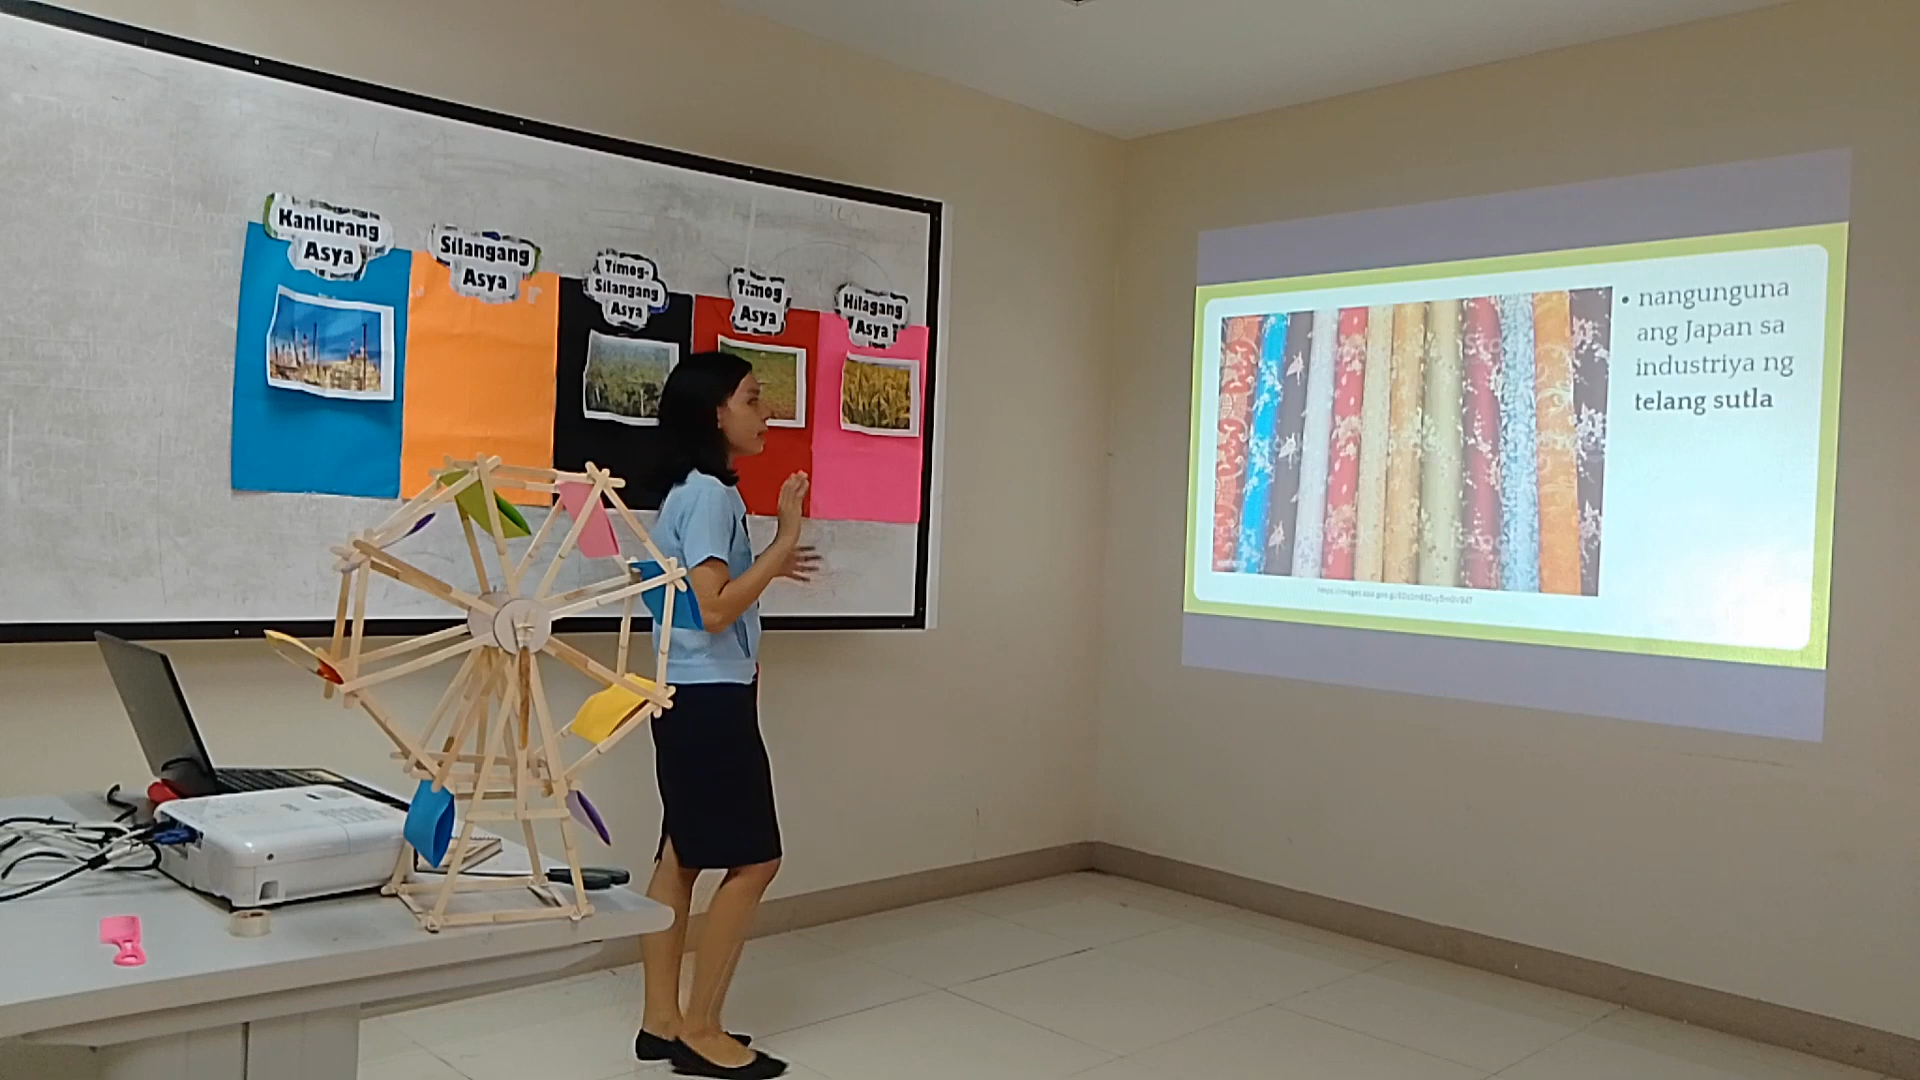 Kanlurang
Asya
Silangang
Asya
Timog-
Silangang
Asya
Timog
Asya
Hilagang
Asya
• nangunguna
ang Japan sa
industriya ng
telang sutla